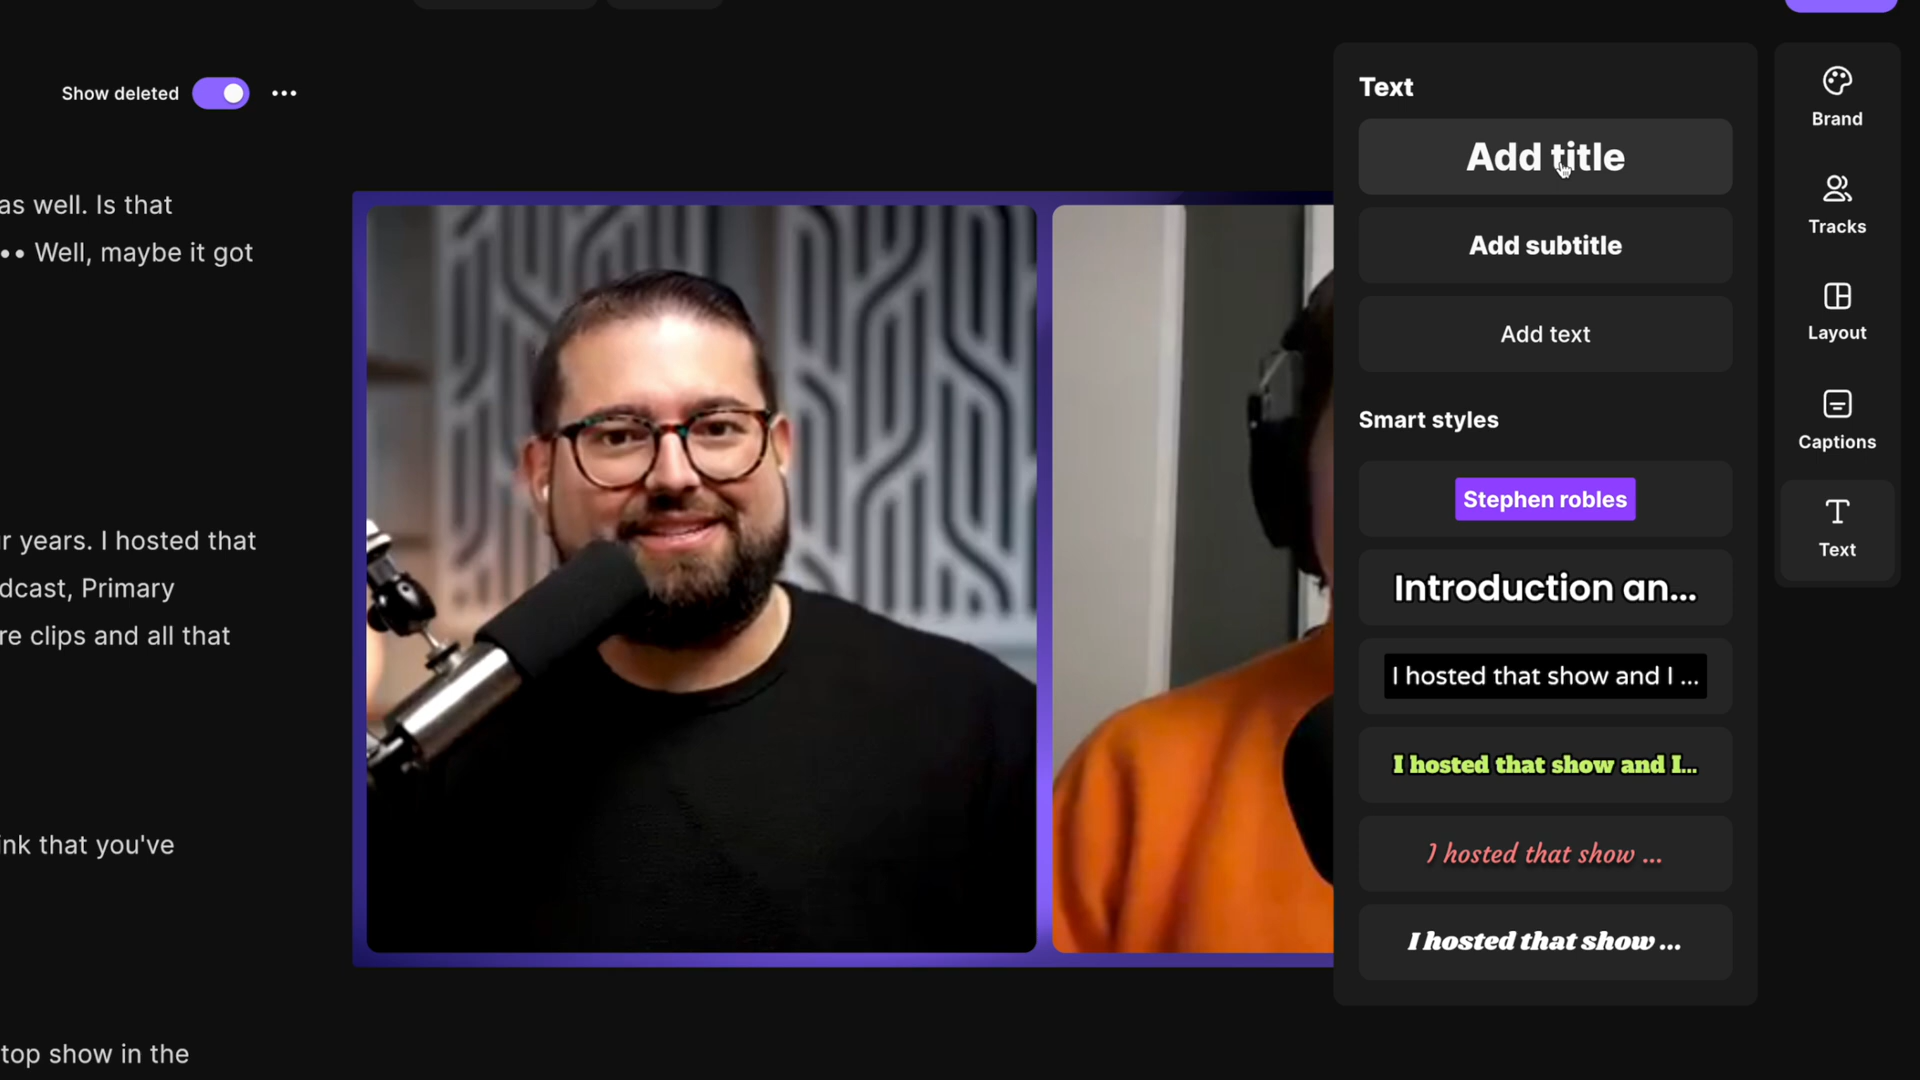 Show deleted
as well. Is that
Well, maybe it got
r years. I hosted that
dcast, Primary
re clips and all that
ink that you've
top show in the
Text
Add title
Add subtitle
Add text
Smart styles
Stephen robles
Introduction an...
I hosted that show and I ...
I hosted that show and I...
I hosted that show ...
I hosted that show ...
Brand
Tracks
Layout
Captions
Text